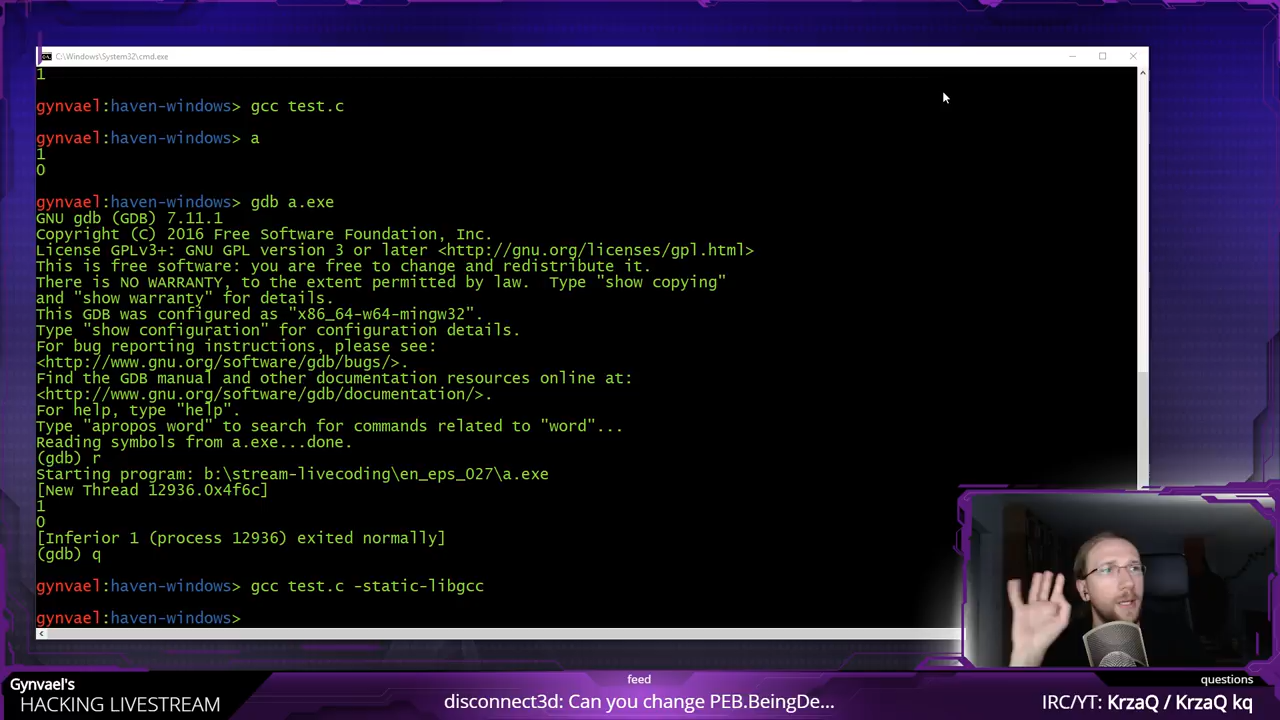 C:\Windows\System32\cmd.exe
1
gynvael:haven-windows> gcc test.c
gynvael:haven-windows> a
1
0
gynvael:haven-windows> gdb a.exe
GNU gdb (GDB) 7.11.1
Copyright (C) 2016 Free Software Foundation, Inc.
License GPLv3+: GNU GPL version 3 or later <http://gnu.org/licenses/gpl.html>
This is free software: you are free to change and redistribute it.
There is NO WARRANTY, to the extent permitted by law.  Type "show copying"
and "show warranty" for details.
This GDB was configured as "x86_64-w64-mingw32".
Type "show configuration" for configuration details.
For bug reporting instructions, please see:
<http://www.gnu.org/software/gdb/bugs/>.
Find the GDB manual and other documentation resources online at:
<http://www.gnu.org/software/gdb/documentation/>.
For help, type "help".
Type "apropos word" to search for commands related to "word"...
Reading symbols from a.exe...done.
(gdb) r
Starting program: b:\stream-livecoding\en_eps_027\a.exe
[New Thread 12936.0x4f6c]
1
0
[Inferior 1 (process 12936) exited normally]
(gdb) q
gynvael:haven-windows> gcc test.c -static-libgcc
gynvael:haven-windows>
Gynvael's
HACKING LIVESTREAM
feed
disconnect3d: Can you change PEB.BeingDe...
questions
IRC/YT: KrzaQ / KrzaQ kq